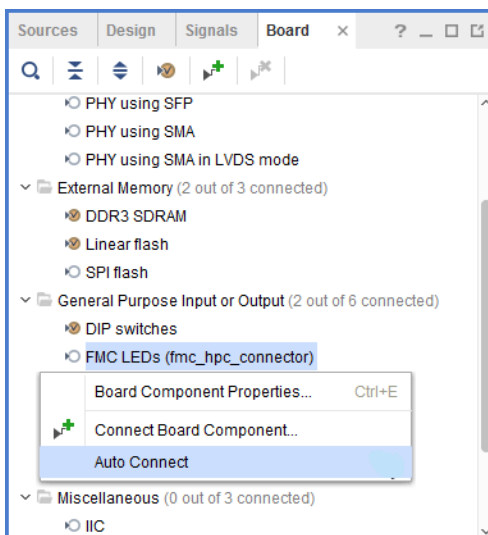 Sources Design Signals Board × ?
PHY using SFP
PHY using SMA
PHY using SMA in LVDS mode
External Memory (2 out of 3 connected)
DDR3 SDRAM
Linear flash
SPI flash
General Purpose Input or Output (2 out of 6 connected)
DIP switches
FMC LEDs (fmc_hpc_connector)
Board Component Properties... Ctrl+E
Connect Board Component...
Auto Connect
Miscellaneous (0 out of 3 connected)
IIC